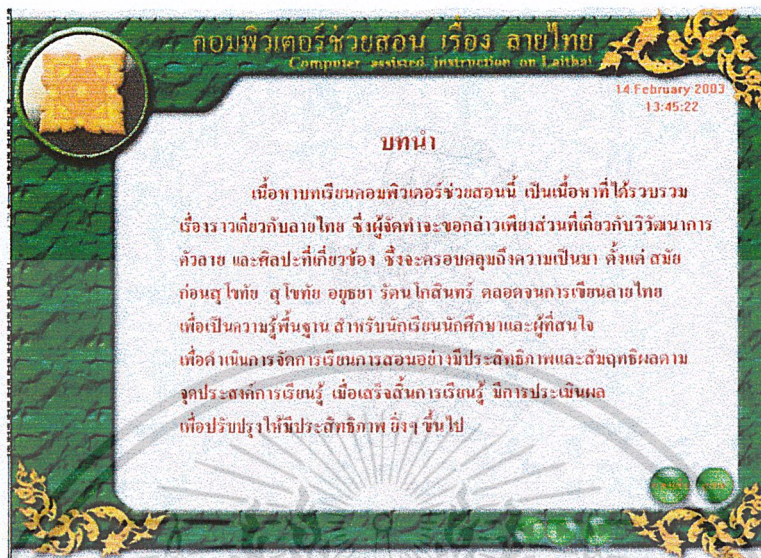 คอมพิวเตอร์ช่วยสอน เรื่อง ลายไทย
Computer assisted instruction on Laithai
14 February 2003
13:45:22
บทนำ
เนื้อหาบทเรียนคอมพิวเตอร์ช่วยสอนนี้ เป็นเนื้อหาที่ได้รวบรวม
เรื่องราวเกี่ยวกับลายไทย ซึ่งผู้จัดทำจะขอกล่าวเพียงส่วนที่เกี่ยวกับวิวัฒนาการ
ตัวลาย และศิลปะที่เกี่ยวข้อง ซึ่งจะครอบคลุมถึงความเป็นมา ตั้งแต่ สมัย
ก่อนสุโขทัย สุโขทัย อยุธยา รัตนโกสินทร์ ตลอดจนการเขียนลายไทย
เพื่อเป็นความรู้พื้นฐาน สำหรับนักเรียนนักศึกษาและผู้ที่สนใจ
เพื่อดำเนินการจัดการเรียนการสอนอย่างมีประสิทธิภาพและสัมฤทธิผลตาม
จุดประสงค์การเรียนรู้ เมื่อเสร็จสิ้นการเรียนรู้ มีการประเมินผล
เพื่อปรับปรุงให้มีประสิทธิภาพ ยิ่งๆ ขึ้นไป